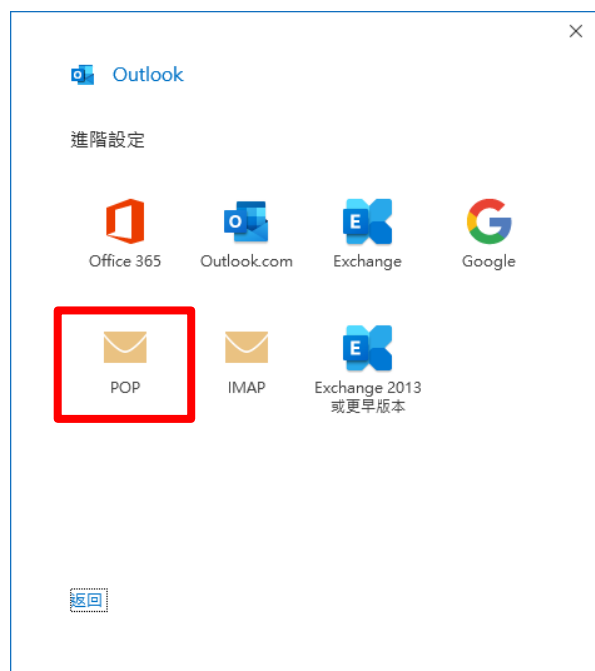 Outlook
進階設定
Office 365
Outlook.com
Exchange
Google
POP
IMAP
Exchange 2013
或更早版本
返回